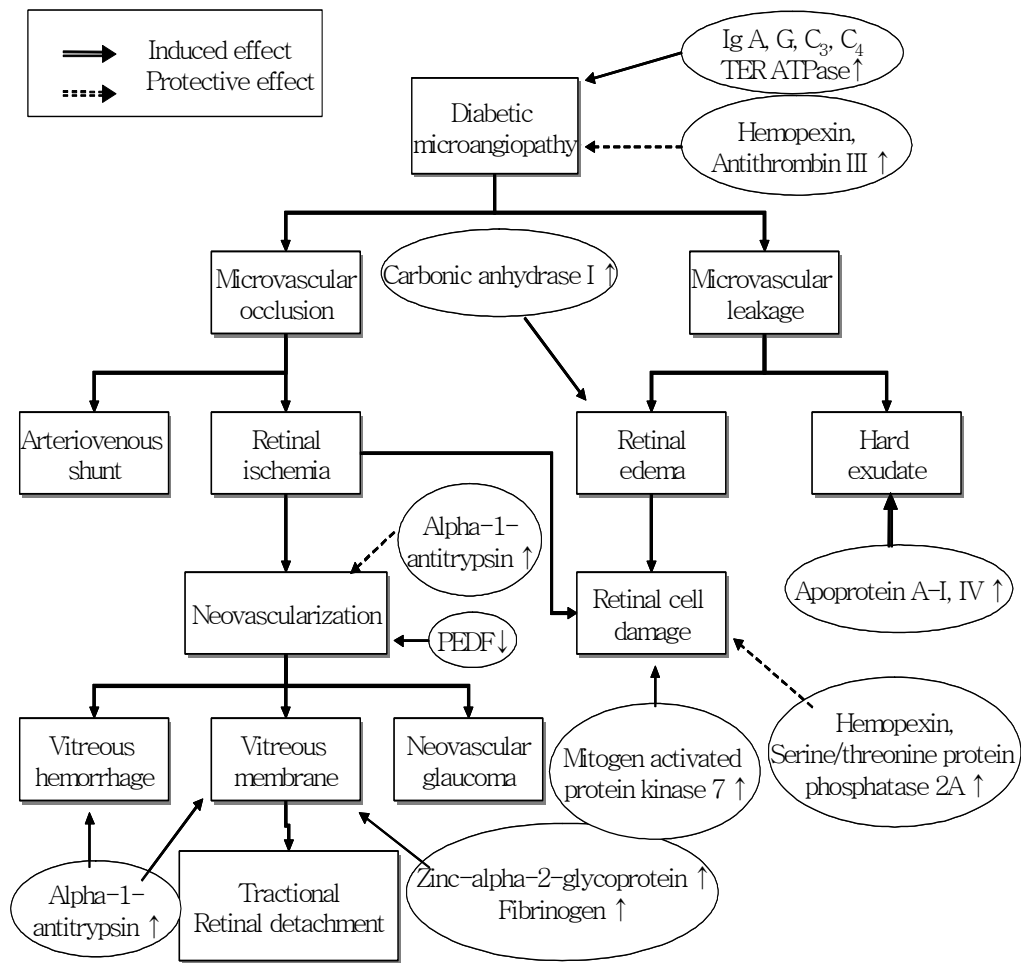 Induced effect
Protective effect
Ig A, G, C₃, C₄
TER ATPase↑
Diabetic
microangiopathy
Hemopexin,
Antithrombin III ↑
Carbonic anhydrase I ↑
Microvascular
occlusion
Microvascular
leakage
Arteriovenous
shunt
Retinal
ischemia
Retinal
edema
Hard
exudate
Alpha-1-
antitrypsin ↑
Apoprotein A-I, IV ↑
Neovascularization
Retinal cell
damage
PEDF↓
Vitreous
hemorrhage
Vitreous
membrane
Neovascular
glaucoma
Mitogen activated
protein kinase 7 ↑
Hemopexin,
Serine/threonine protein
phosphatase 2A ↑
Alpha-1-
antitrypsin ↑
Tractional
Retinal detachment
Zinc-alpha-2-glycoprotein ↑
Fibrinogen ↑